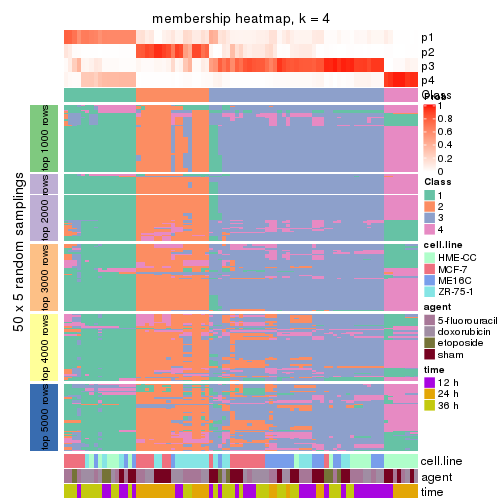 membership heatmap, k = 4
p1
p2
p3
p4
Class
Prob
1
0.8
0.6
0.4
0.2
0
Class
1
2
3
4
cell.line
HME-CC
MCF-7
ME16C
ZR-75-1
agent
5-fluorouracil
doxorubicin
etoposide
sham
time
12 h
24 h
36 h
50 x 5 random samplings
top 1000 rows
top 2000 rows
top 3000 rows
top 4000 rows
top 5000 rows
cell.line
agent
time